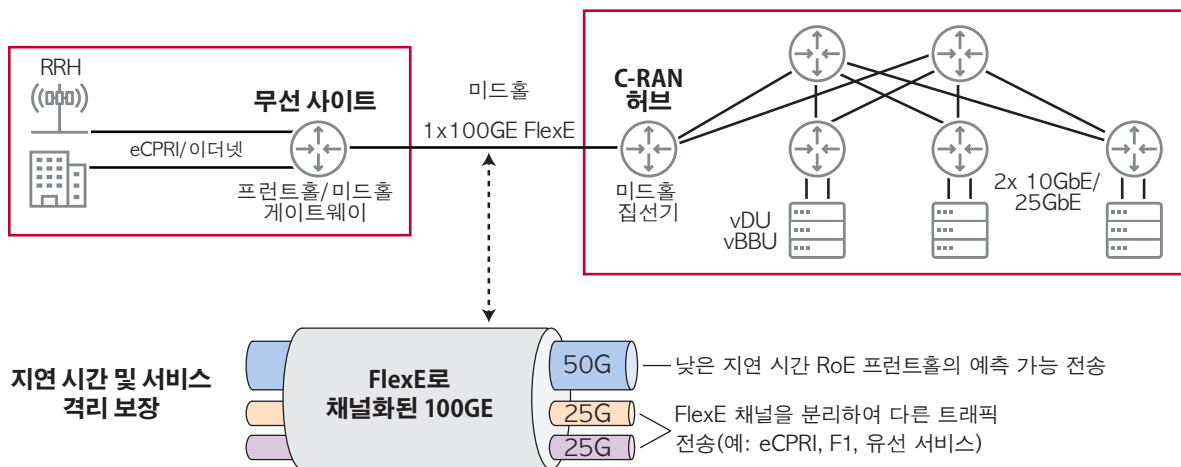 RRH
무선 사이트
eCPRI/이더넷
프런트홀/미드홀
게이트웨이
미드홀
1x100GE FlexE
C-RAN
허브
미드홀
집선기
vDU
vBBU
2x 10GbE/
25GbE
지연 시간 및 서비스
격리 보장
FlexE로
채널화된 100GE
50G
25G
25G
낮은 지연 시간 RoE 프런트홀의 예측 가능 전송
FlexE 채널을 분리하여 다른 트래픽
전송(예: eCPRI, F1, 유선 서비스)